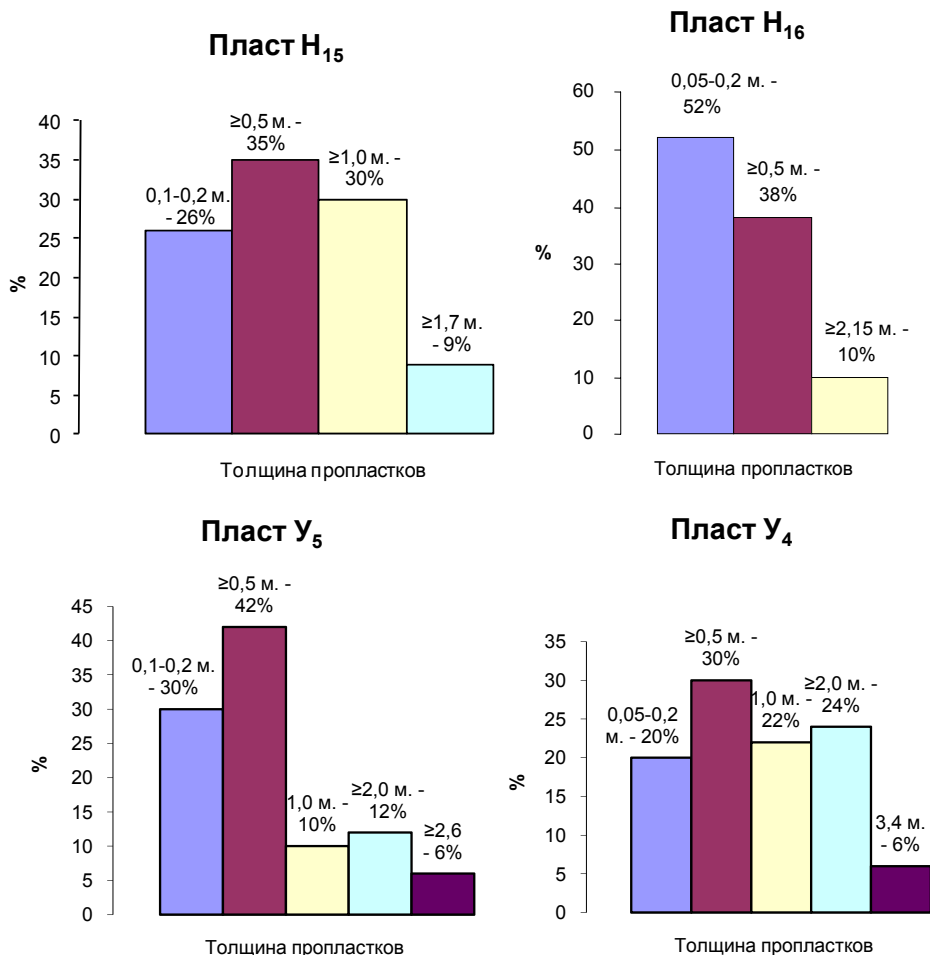 Пласт Н₁₅
40
35
30
25
20
15
10
5
0
%
0,1-0,2 м.
- 26%
≥0,5 м. -
35%
≥1,0 м. -
30%
≥1,7 м.
- 9%
Толщина пропластков
Пласт Н₁₆
60
50
40
30
20
10
0
%
0,05-0,2 м. -
52%
≥0,5 м. -
38%
≥2,15 м. -
10%
Толщина пропластков
Пласт У₅
45
40
35
30
25
20
15
10
5
0
%
0,1-0,2 м.
- 30%
≥0,5 м. -
42%
1,0 м. -
10%
≥2,0 м. -
12%
≥2,6
- 6%
Толщина пропластков
Пласт У₄
35
30
25
20
15
10
5
0
%
0,05-0,2
м. - 20%
≥0,5 м. -
30%
1,0 м. -
22%
≥2,0 м. -
24%
3,4 м.
- 6%
Толщина пропластков